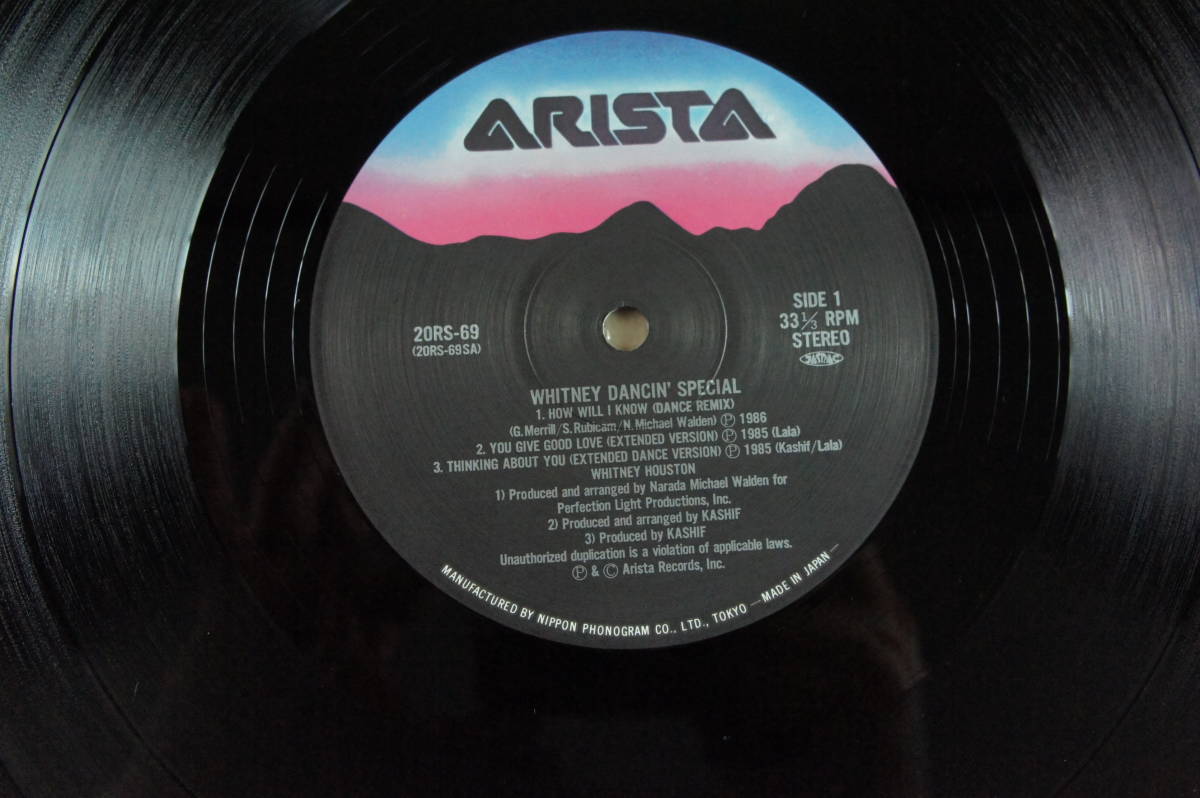 ARISTA
20RS-69
(20RS-69SA)
SIDE 1
33 1/3 RPM
STEREO
JASRAC
WHITNEY DANCIN' SPECIAL
1. HOW WILL I KNOW (DANCE REMIX)
(G. Merrill/S. Rubicam/N. Michael Walden) Ⓟ 1986
2. YOU GIVE GOOD LOVE (EXTENDED VERSION) Ⓟ 1985 (Lala)
3. THINKING ABOUT YOU (EXTENDED DANCE VERSION) Ⓟ 1985 (Kashif/Lala)
WHITNEY HOUSTON
1) Produced and arranged by Narada Michael Walden for
Perfection Light Productions, Inc.
2) Produced and arranged by KASHIF
3) Produced by KASHIF
Unauthorized duplication is a violation of applicable laws.
Ⓟ & Ⓒ Arista Records, Inc.
MANUFACTURED BY NIPPON PHONOGRAM CO., LTD., TOKYO — MADE IN JAPAN —